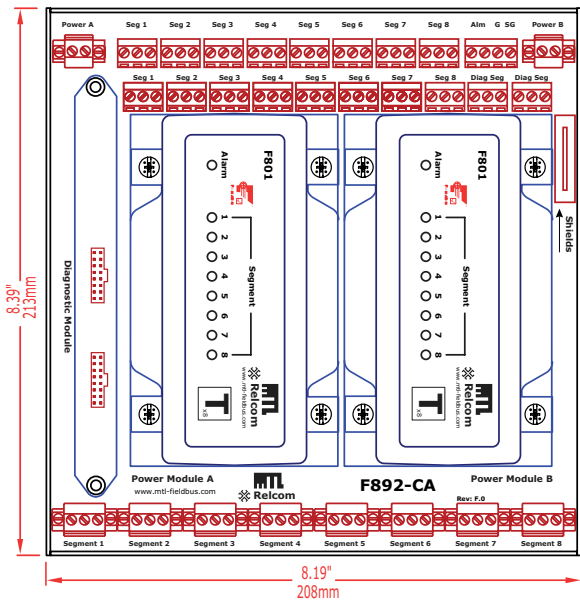 Power A Seg 1 Seg 2 Seg 3 Seg 4 Seg 5 Seg 6 Seg 7 Seg 8 Alm G SG Power B
Seg 1 Seg 2 Seg 3 Seg 4 Seg 5 Seg 6 Seg 7 Seg 8 Diag Seg Diag Seg
Diagnostic Module
8.39"
213mm
F801
Alarm
1
2
3
4
5
6
7
8
Segment
MTL
Relcom
www.mtl-fieldbus.com
T
x8
F801
Alarm
1
2
3
4
5
6
7
8
Segment
MTL
Relcom
www.mtl-fieldbus.com
T
x8
Shields
Power Module A
www.mtl-fieldbus.com
MTL
Relcom
F892-CA
Power Module B
Rev: F.0
Segment 1 Segment 2 Segment 3 Segment 4 Segment 5 Segment 6 Segment 7 Segment 8
8.19"
208mm